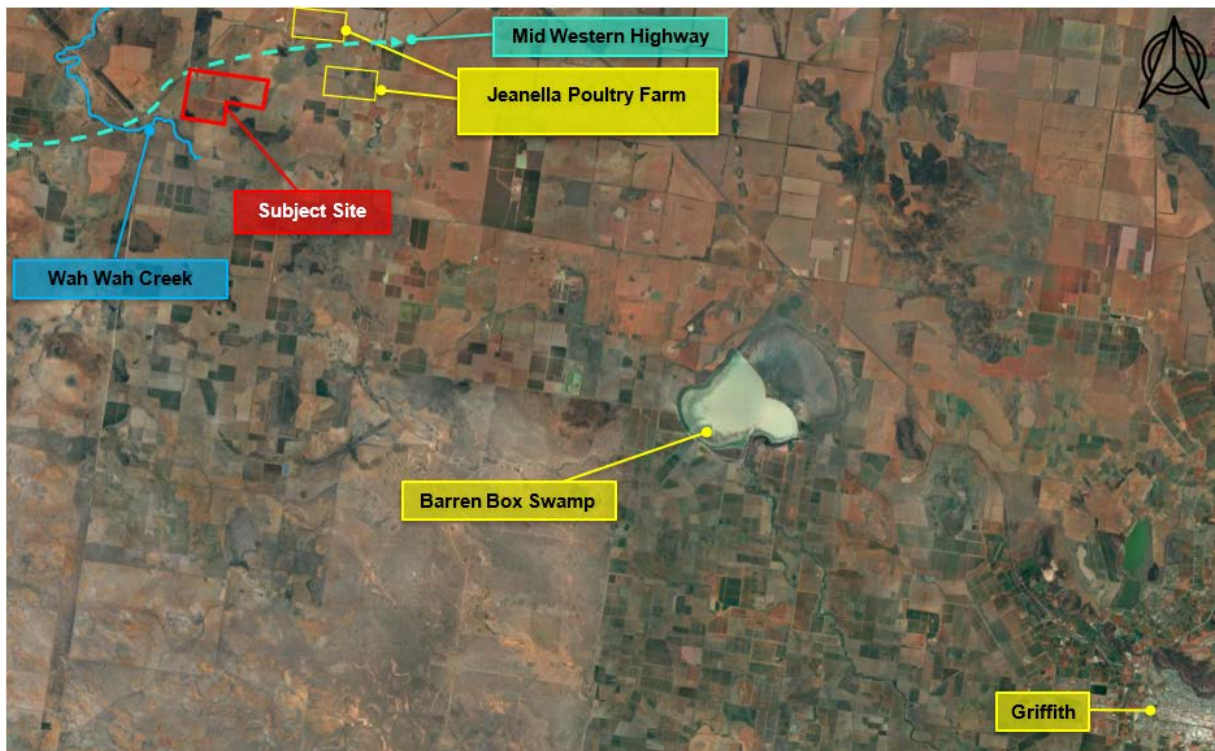 Mid Western Highway
Jeanella Poultry Farm
Subject Site
Wah Wah Creek
Barren Box Swamp
Griffith